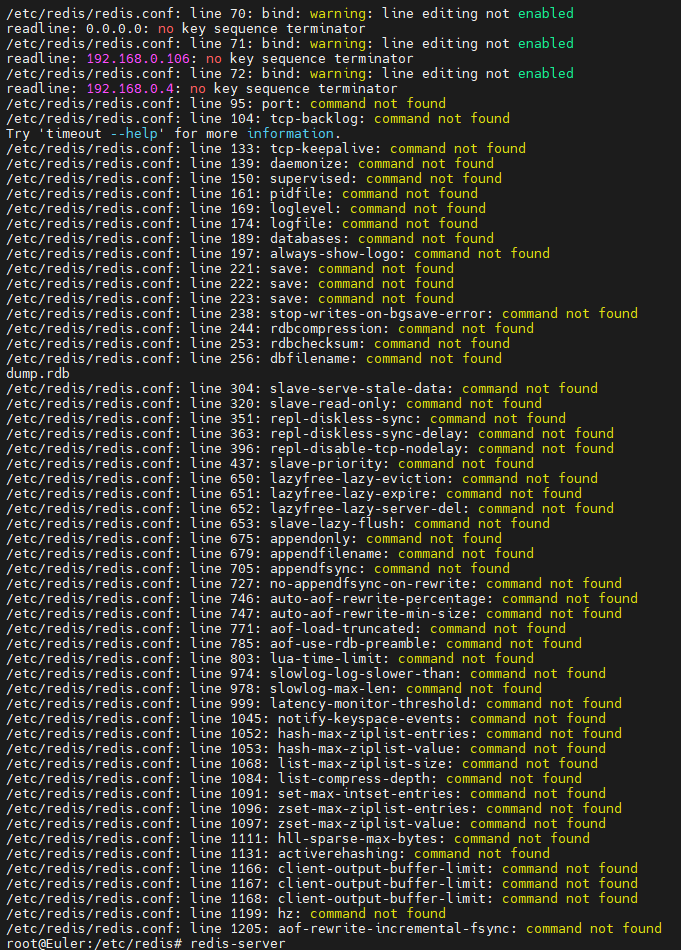 /etc/redis/redis.conf: line 70: bind: warning: line editing not enabled
readline: 0.0.0.0: no key sequence terminator
/etc/redis/redis.conf: line 71: bind: warning: line editing not enabled
readline: 192.168.0.106: no key sequence terminator
/etc/redis/redis.conf: line 72: bind: warning: line editing not enabled
readline: 192.168.0.4: no key sequence terminator
/etc/redis/redis.conf: line 95: port: command not found
/etc/redis/redis.conf: line 104: tcp-backlog: command not found
Try 'timeout --help' for more information.
/etc/redis/redis.conf: line 133: tcp-keepalive: command not found
/etc/redis/redis.conf: line 139: daemonize: command not found
/etc/redis/redis.conf: line 150: supervised: command not found
/etc/redis/redis.conf: line 161: pidfile: command not found
/etc/redis/redis.conf: line 169: loglevel: command not found
/etc/redis/redis.conf: line 174: logfile: command not found
/etc/redis/redis.conf: line 189: databases: command not found
/etc/redis/redis.conf: line 197: always-show-logo: command not found
/etc/redis/redis.conf: line 221: save: command not found
/etc/redis/redis.conf: line 222: save: command not found
/etc/redis/redis.conf: line 223: save: command not found
/etc/redis/redis.conf: line 238: stop-writes-on-bgsave-error: command not found
/etc/redis/redis.conf: line 244: rdbcompression: command not found
/etc/redis/redis.conf: line 253: rdbchecksum: command not found
/etc/redis/redis.conf: line 256: dbfilename: command not found
dump.rdb
/etc/redis/redis.conf: line 304: slave-serve-stale-data: command not found
/etc/redis/redis.conf: line 320: slave-read-only: command not found
/etc/redis/redis.conf: line 351: repl-diskless-sync: command not found
/etc/redis/redis.conf: line 363: repl-diskless-sync-delay: command not found
/etc/redis/redis.conf: line 396: repl-disable-tcp-nodelay: command not found
/etc/redis/redis.conf: line 437: slave-priority: command not found
/etc/redis/redis.conf: line 650: lazyfree-lazy-eviction: command not found
/etc/redis/redis.conf: line 651: lazyfree-lazy-expire: command not found
/etc/redis/redis.conf: line 652: lazyfree-lazy-server-del: command not found
/etc/redis/redis.conf: line 653: slave-lazy-flush: command not found
/etc/redis/redis.conf: line 675: appendonly: command not found
/etc/redis/redis.conf: line 679: appendfilename: command not found
/etc/redis/redis.conf: line 705: appendfsync: command not found
/etc/redis/redis.conf: line 727: no-appendfsync-on-rewrite: command not found
/etc/redis/redis.conf: line 746: auto-aof-rewrite-percentage: command not found
/etc/redis/redis.conf: line 747: auto-aof-rewrite-min-size: command not found
/etc/redis/redis.conf: line 771: aof-load-truncated: command not found
/etc/redis/redis.conf: line 785: aof-use-rdb-preamble: command not found
/etc/redis/redis.conf: line 803: lua-time-limit: command not found
/etc/redis/redis.conf: line 974: slowlog-log-slower-than: command not found
/etc/redis/redis.conf: line 978: slowlog-max-len: command not found
/etc/redis/redis.conf: line 999: latency-monitor-threshold: command not found
/etc/redis/redis.conf: line 1045: notify-keyspace-events: command not found
/etc/redis/redis.conf: line 1052: hash-max-ziplist-entries: command not found
/etc/redis/redis.conf: line 1053: hash-max-ziplist-value: command not found
/etc/redis/redis.conf: line 1068: list-max-ziplist-size: command not found
/etc/redis/redis.conf: line 1084: list-compress-depth: command not found
/etc/redis/redis.conf: line 1091: set-max-intset-entries: command not found
/etc/redis/redis.conf: line 1096: zset-max-ziplist-entries: command not found
/etc/redis/redis.conf: line 1097: zset-max-ziplist-value: command not found
/etc/redis/redis.conf: line 1111: hll-sparse-max-bytes: command not found
/etc/redis/redis.conf: line 1131: activerehashing: command not found
/etc/redis/redis.conf: line 1166: client-output-buffer-limit: command not found
/etc/redis/redis.conf: line 1167: client-output-buffer-limit: command not found
/etc/redis/redis.conf: line 1168: client-output-buffer-limit: command not found
/etc/redis/redis.conf: line 1199: hz: command not found
/etc/redis/redis.conf: line 1205: aof-rewrite-incremental-fsync: command not found
root@Euler:/etc/redis# redis-server